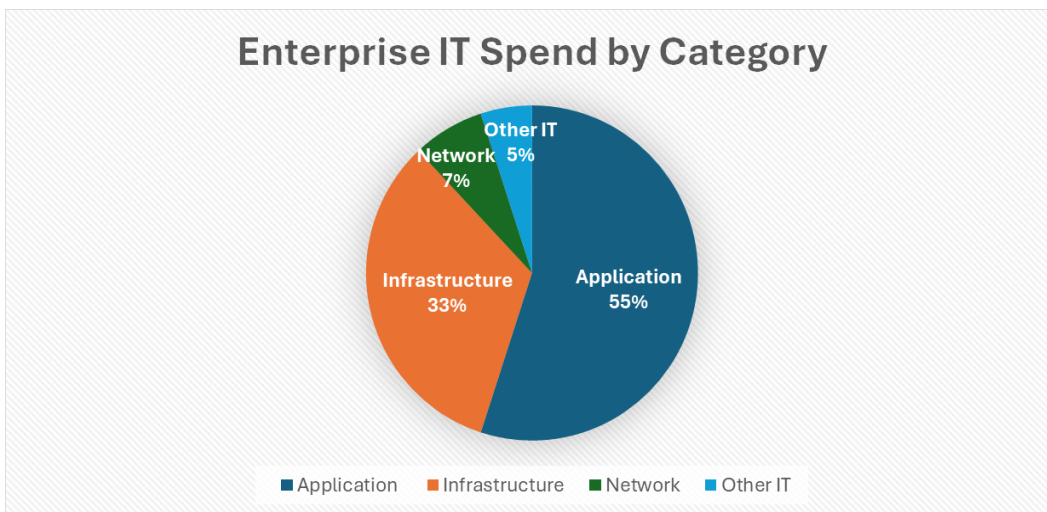 Enterprise IT Spend by Category
Other IT
5%
Network
7%
Infrastructure
33%
Application
55%
Application Infrastructure Network Other IT